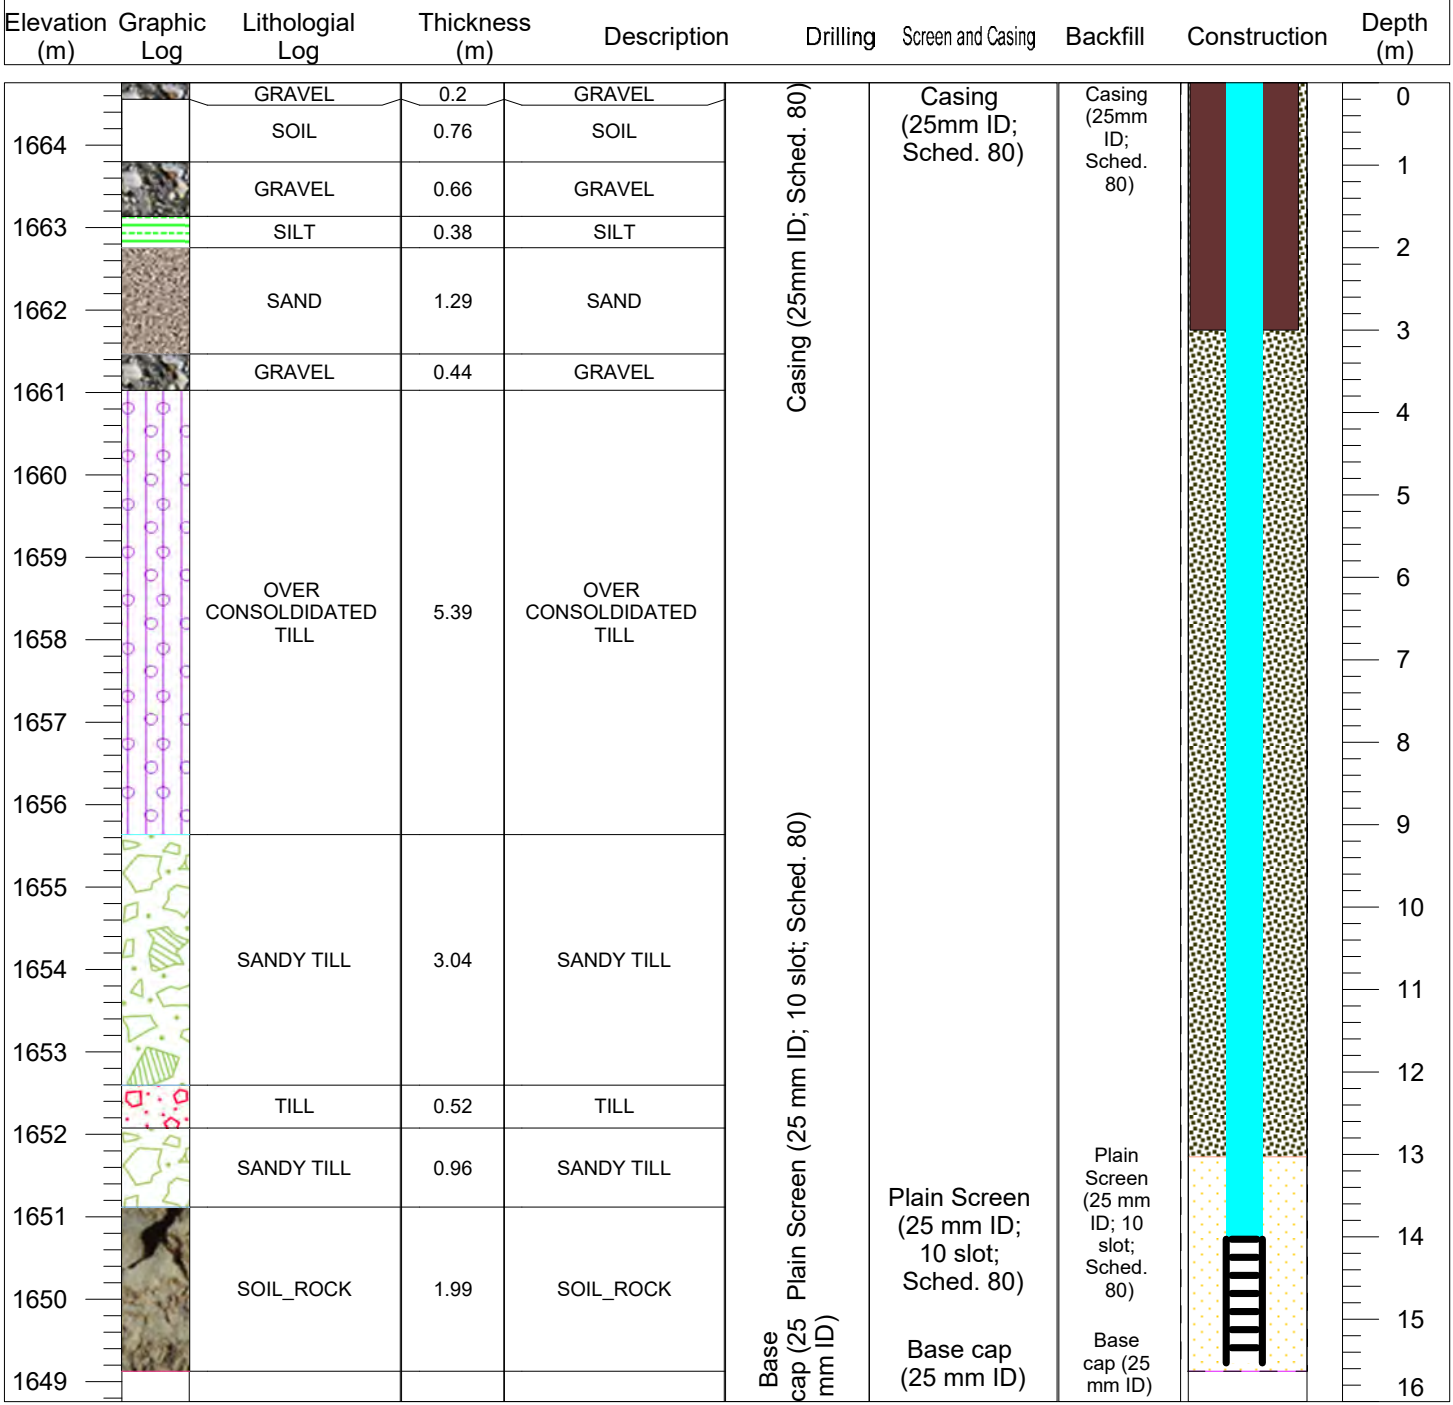 Elevation (m)
Graphic Log
Lithologial Log
Thickness (m)
Description
Drilling
Screen and Casing
Backfill
Construction
Depth (m)
GRAVEL 0.2 GRAVEL
SOIL 0.76 SOIL
GRAVEL 0.66 GRAVEL
SILT 0.38 SILT
SAND 1.29 SAND
GRAVEL 0.44 GRAVEL
OVER
CONSOLDIDATED
TILL
5.39
OVER
CONSOLDIDATED
TILL
SANDY TILL 3.04 SANDY TILL
TILL 0.52 TILL
SANDY TILL 0.96 SANDY TILL
SOIL_ROCK 1.99 SOIL_ROCK
1664
1663
1662
1661
1660
1659
1658
1657
1656
1655
1654
1653
1652
1651
1650
1649
Casing (25mm ID; Sched. 80)
Plain Screen (25 mm ID; 10 slot; Sched. 80)
Base
cap (25
mm ID)
Casing
(25mm ID;
Sched. 80)
Plain Screen
(25 mm ID;
10 slot;
Sched. 80)
Base cap
(25 mm ID)
Casing
(25mm
ID;
Sched.
80)
Plain
Screen
(25 mm
ID; 10
slot;
Sched.
80)
Base
cap (25
mm ID)
0
1
2
3
4
5
6
7
8
9
10
11
12
13
14
15
16